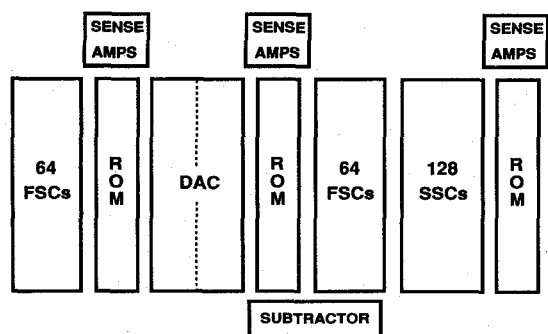 SENSE
AMPS
SENSE
AMPS
SENSE
AMPS
64
FSCs
R
O
M
DAC
R
O
M
64
FSCs
128
SSCs
R
O
M
SUBTRACTOR